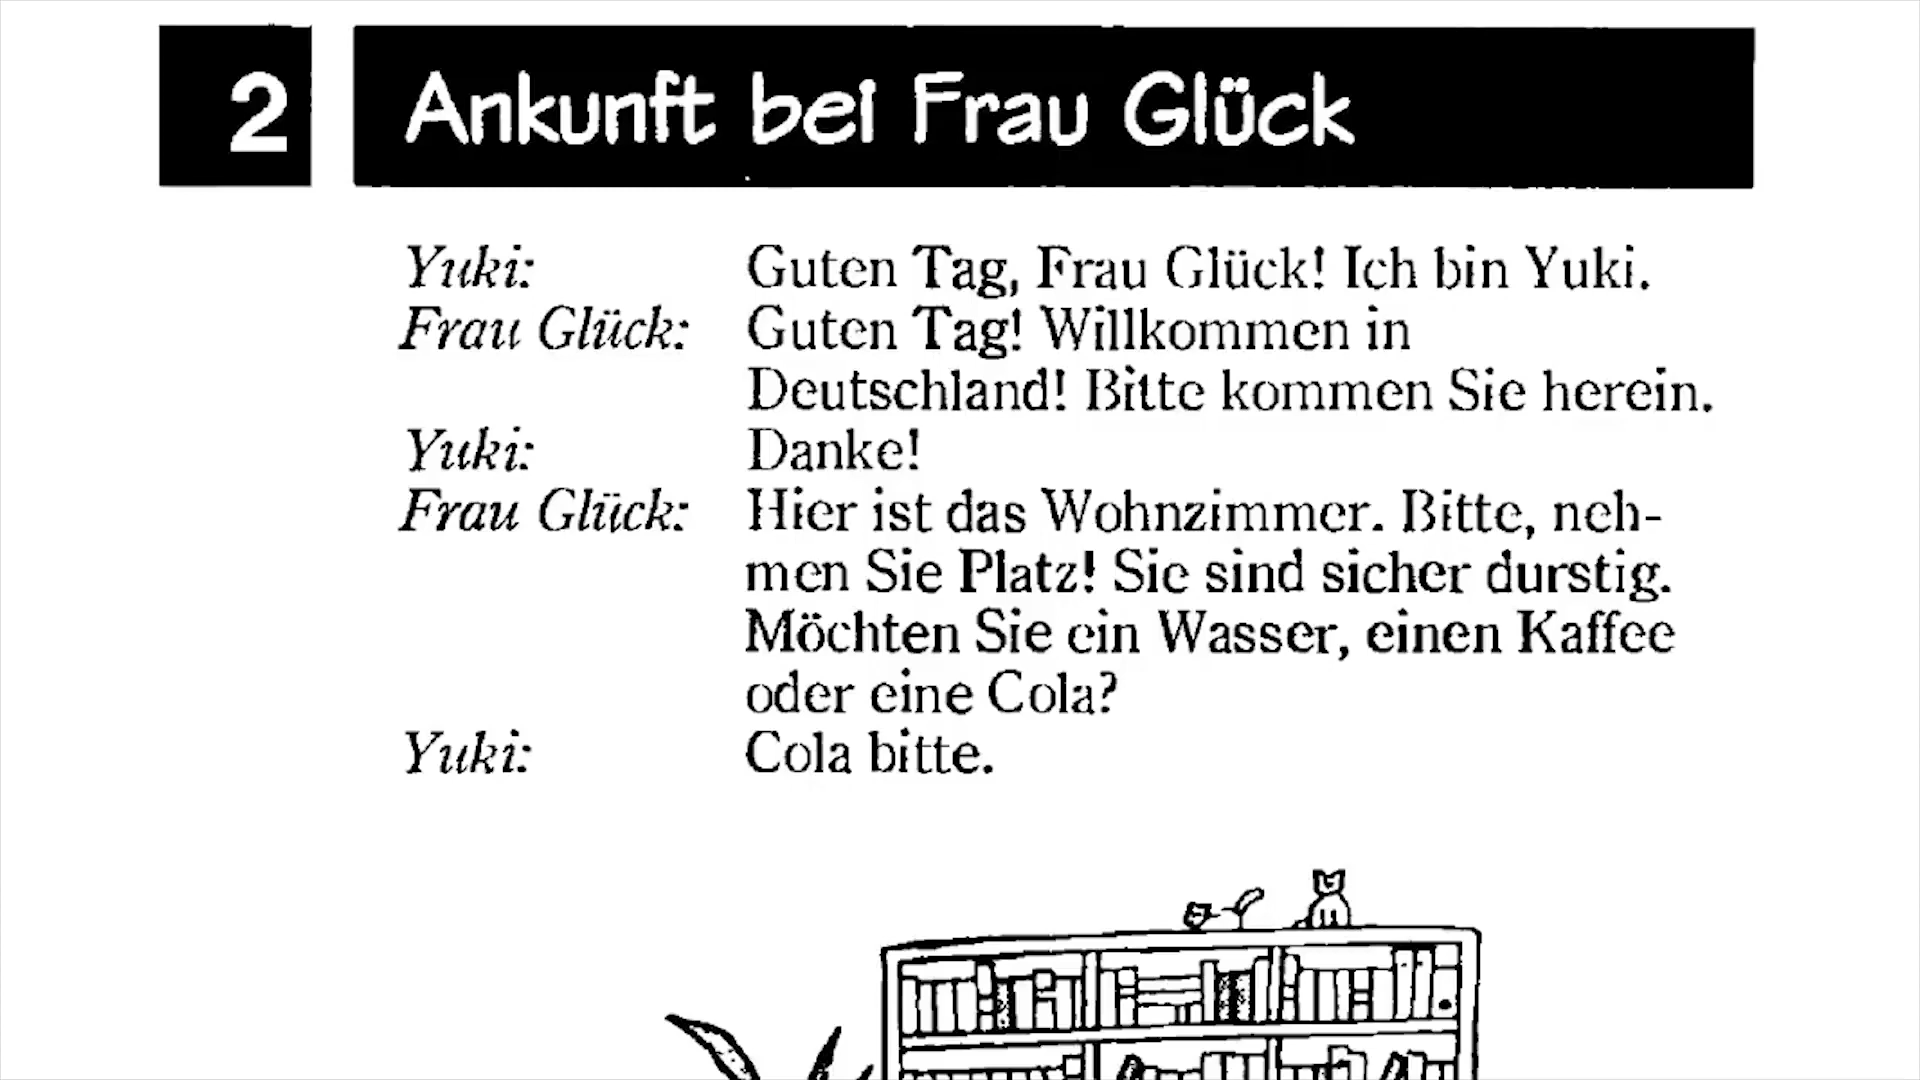 2 Ankunft bei Frau Glück
Yuki: Guten Tag, Frau Glück! Ich bin Yuki.
Frau Glück: Guten Tag! Willkommen in
Deutschland! Bitte kommen Sie herein.
Yuki: Danke!
Frau Glück: Hier ist das Wohnzimmer. Bitte, neh-
men Sie Platz! Sie sind sicher durstig.
Möchten Sie ein Wasser, einen Kaffee
oder eine Cola?
Yuki: Cola bitte.